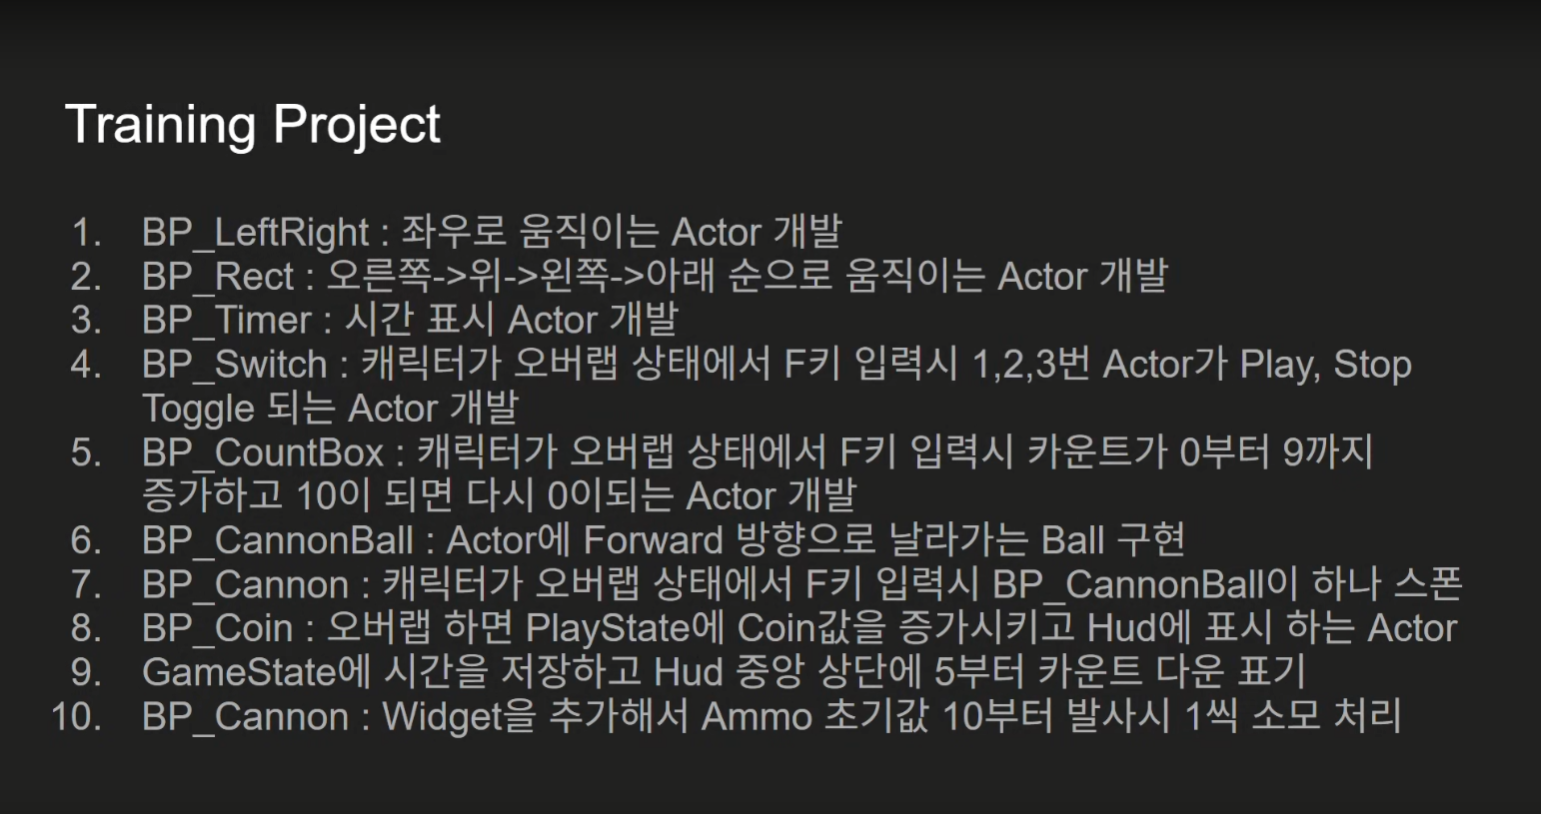 Training Project
1. BP_LeftRight : 좌우로 움직이는 Actor 개발
2. BP_Rect : 오른쪽->위->왼쪽->아래 순으로 움직이는 Actor 개발
3. BP_Timer : 시간 표시 Actor 개발
4. BP_Switch : 캐릭터가 오버랩 상태에서 F키 입력시 1,2,3번 Actor가 Play, Stop
Toggle 되는 Actor 개발
5. BP_CountBox : 캐릭터가 오버랩 상태에서 F키 입력시 카운트가 0부터 9까지
증가하고 10이 되면 다시 0이되는 Actor 개발
6. BP_CannonBall : Actor에 Forward 방향으로 날라가는 Ball 구현
7. BP_Cannon : 캐릭터가 오버랩 상태에서 F키 입력시 BP_CannonBall이 하나 스폰
8. BP_Coin : 오버랩 하면 PlayState에 Coin값을 증가시키고 Hud에 표시 하는 Actor
9. GameState에 시간을 저장하고 Hud 중앙 상단에 5부터 카운트 다운 표기
10. BP_Cannon : Widget을 추가해서 Ammo 초기값 10부터 발사시 1씩 소모 처리